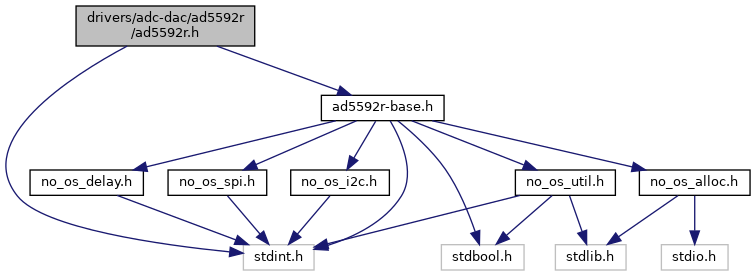 drivers/adc-dac/ad5592r
/ad5592r.h
ad5592r-base.h
no_os_delay.h
no_os_spi.h
no_os_i2c.h
no_os_util.h
no_os_alloc.h
stdint.h
stdbool.h
stdlib.h
stdio.h